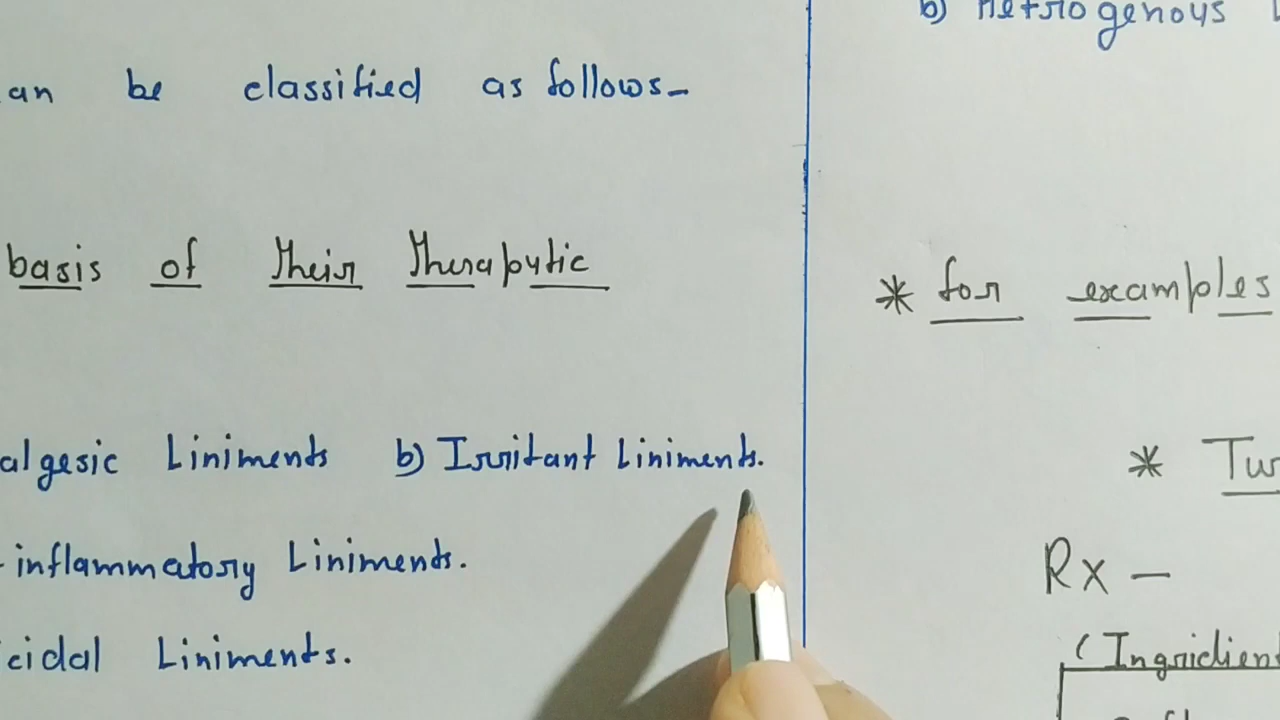 an be classified as follows-
basis of their therapytic
algesic Liniments b) Irritant Liniments.
- inflammatory Liniments.
cidal Liniments.
b) Hetrogenous
* for examples
* Tw
Rx -
(Ingridient